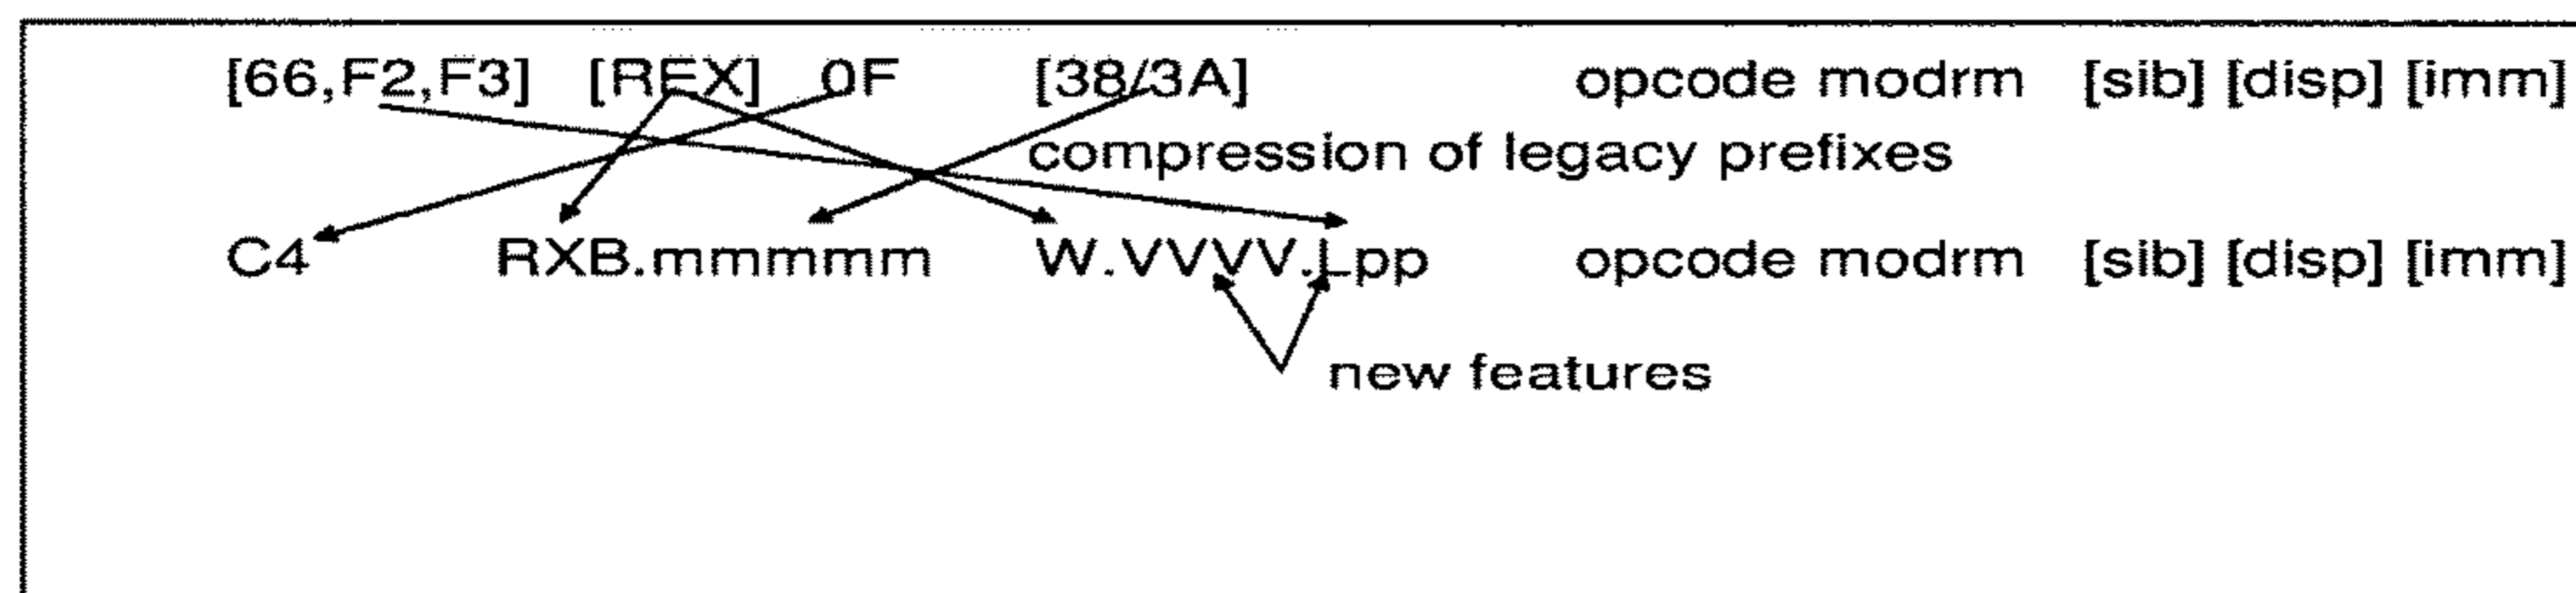 [66,F2,F3] [REX] 0F [38/3A] opcode modrm [sib] [disp] [imm]
compression of legacy prefixes
C4 RXB.mmmmm W.VVVV.Lpp opcode modrm [sib] [disp] [imm]
new features